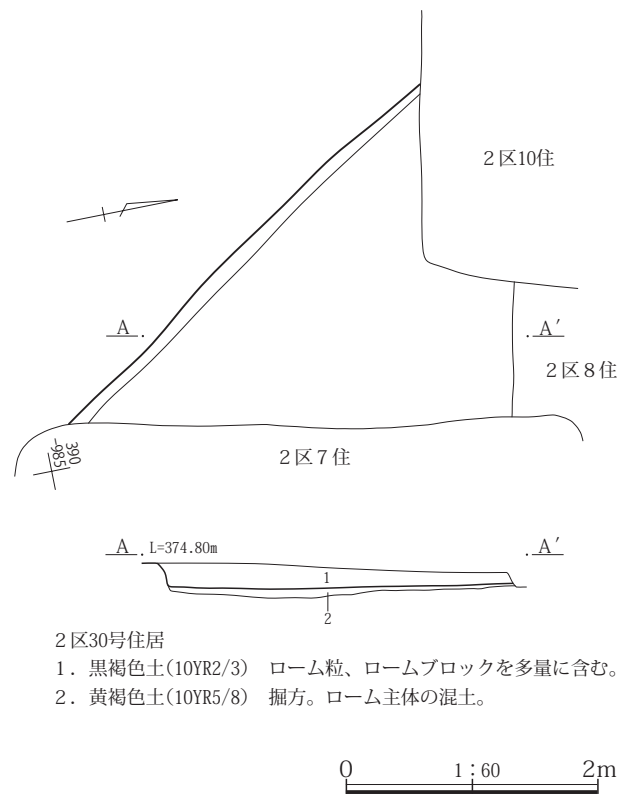 ２区10住
A
A′
２区８住
390
-985
２区７住
A
L=374.80m
A′
1
2
２区30号住居
１．黒褐色土(10YR2/3)　ローム粒、ロームブロックを多量に含む。
２．黄褐色土(10YR5/8)　掘方。ローム主体の混土。
0
1：60
2m